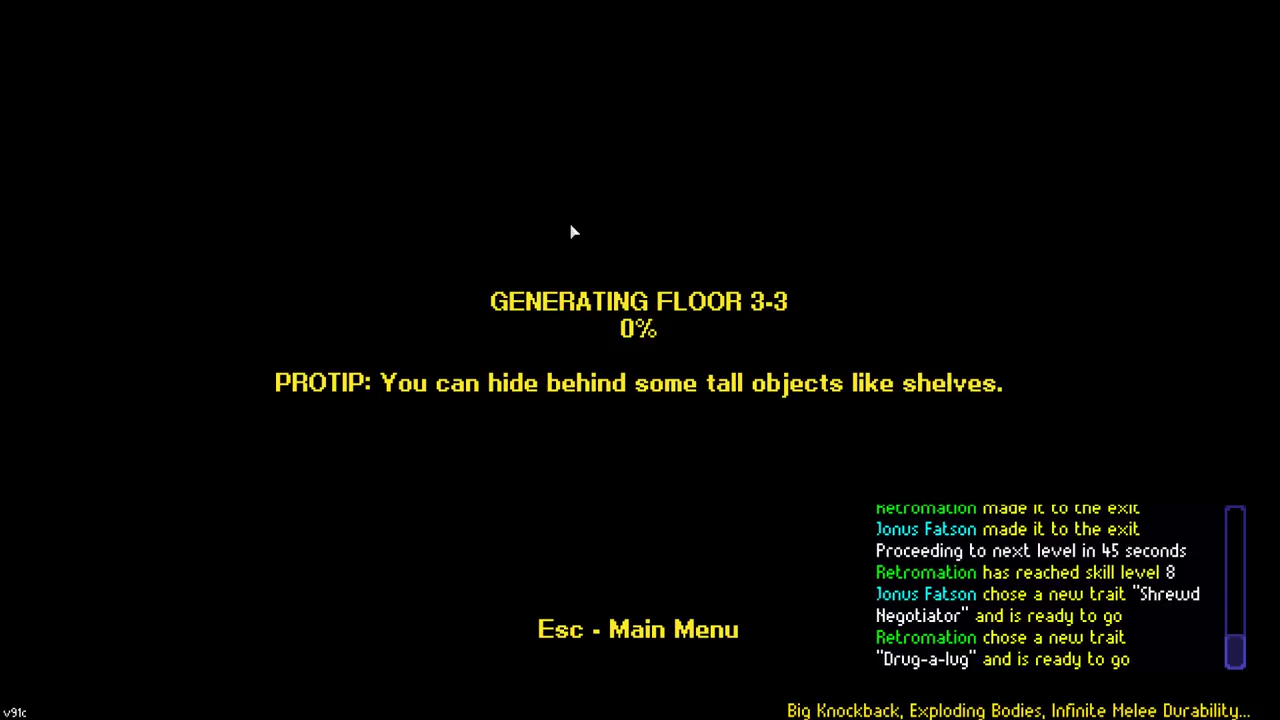 GENERATING FLOOR 3-3
0%
PROTIP: You can hide behind some tall objects like shelves.
Retromation made it to the exit
Jonus Fatson made it to the exit
Proceeding to next level in 45 seconds
Retromation has reached skill level 8
Jonus Fatson chose a new trait "Shrewd
Negotiator" and is ready to go
Retromation chose a new trait
"Drug-a-lug" and is ready to go
Esc - Main Menu
v91c
Big Knockback, Exploding Bodies, Infinite Melee Durability...